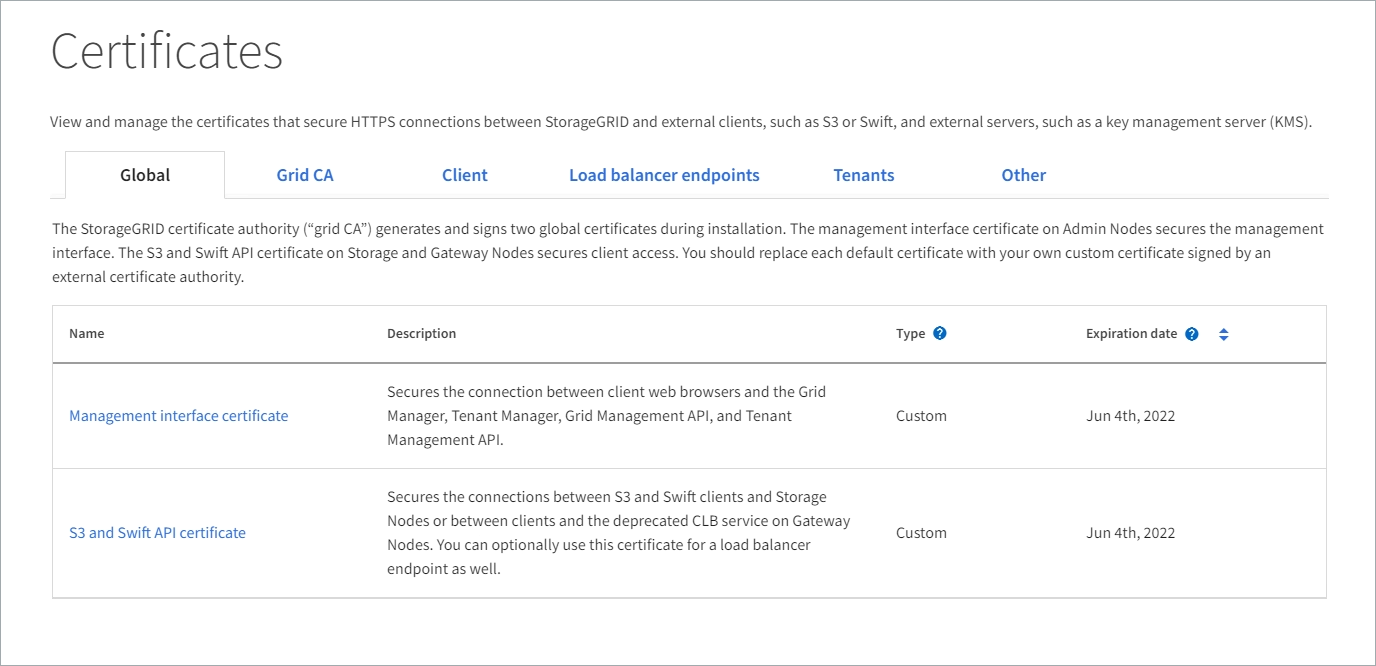 Certificates
View and manage the certificates that secure HTTPS connections between StorageGRID and external clients, such as S3 or Swift, and external servers, such as a key management server (KMS).
Global Grid CA Client Load balancer endpoints Tenants Other
The StorageGRID certificate authority (“grid CA”) generates and signs two global certificates during installation. The management interface certificate on Admin Nodes secures the management
interface. The S3 and Swift API certificate on Storage and Gateway Nodes secures client access. You should replace each default certificate with your own custom certificate signed by an
external certificate authority.
Name Description Type ? Expiration date ?
Secures the connection between client web browsers and the Grid
Management interface certificate Manager, Tenant Manager, Grid Management API, and Tenant Custom Jun 4th, 2022
Management API.
Secures the connections between S3 and Swift clients and Storage
Nodes or between clients and the deprecated CLB service on Gateway
S3 and Swift API certificate Nodes. You can optionally use this certificate for a load balancer Custom Jun 4th, 2022
endpoint as well.